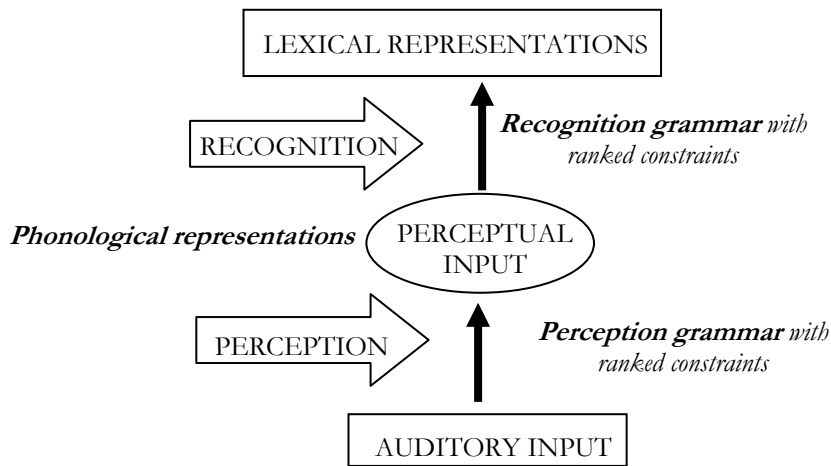 LEXICAL REPRESENTATIONS
Recognition grammar with
ranked constraints
RECOGNITION
Phonological representations
PERCEPTUAL
INPUT
Perception grammar with
ranked constraints
PERCEPTION
AUDITORY INPUT